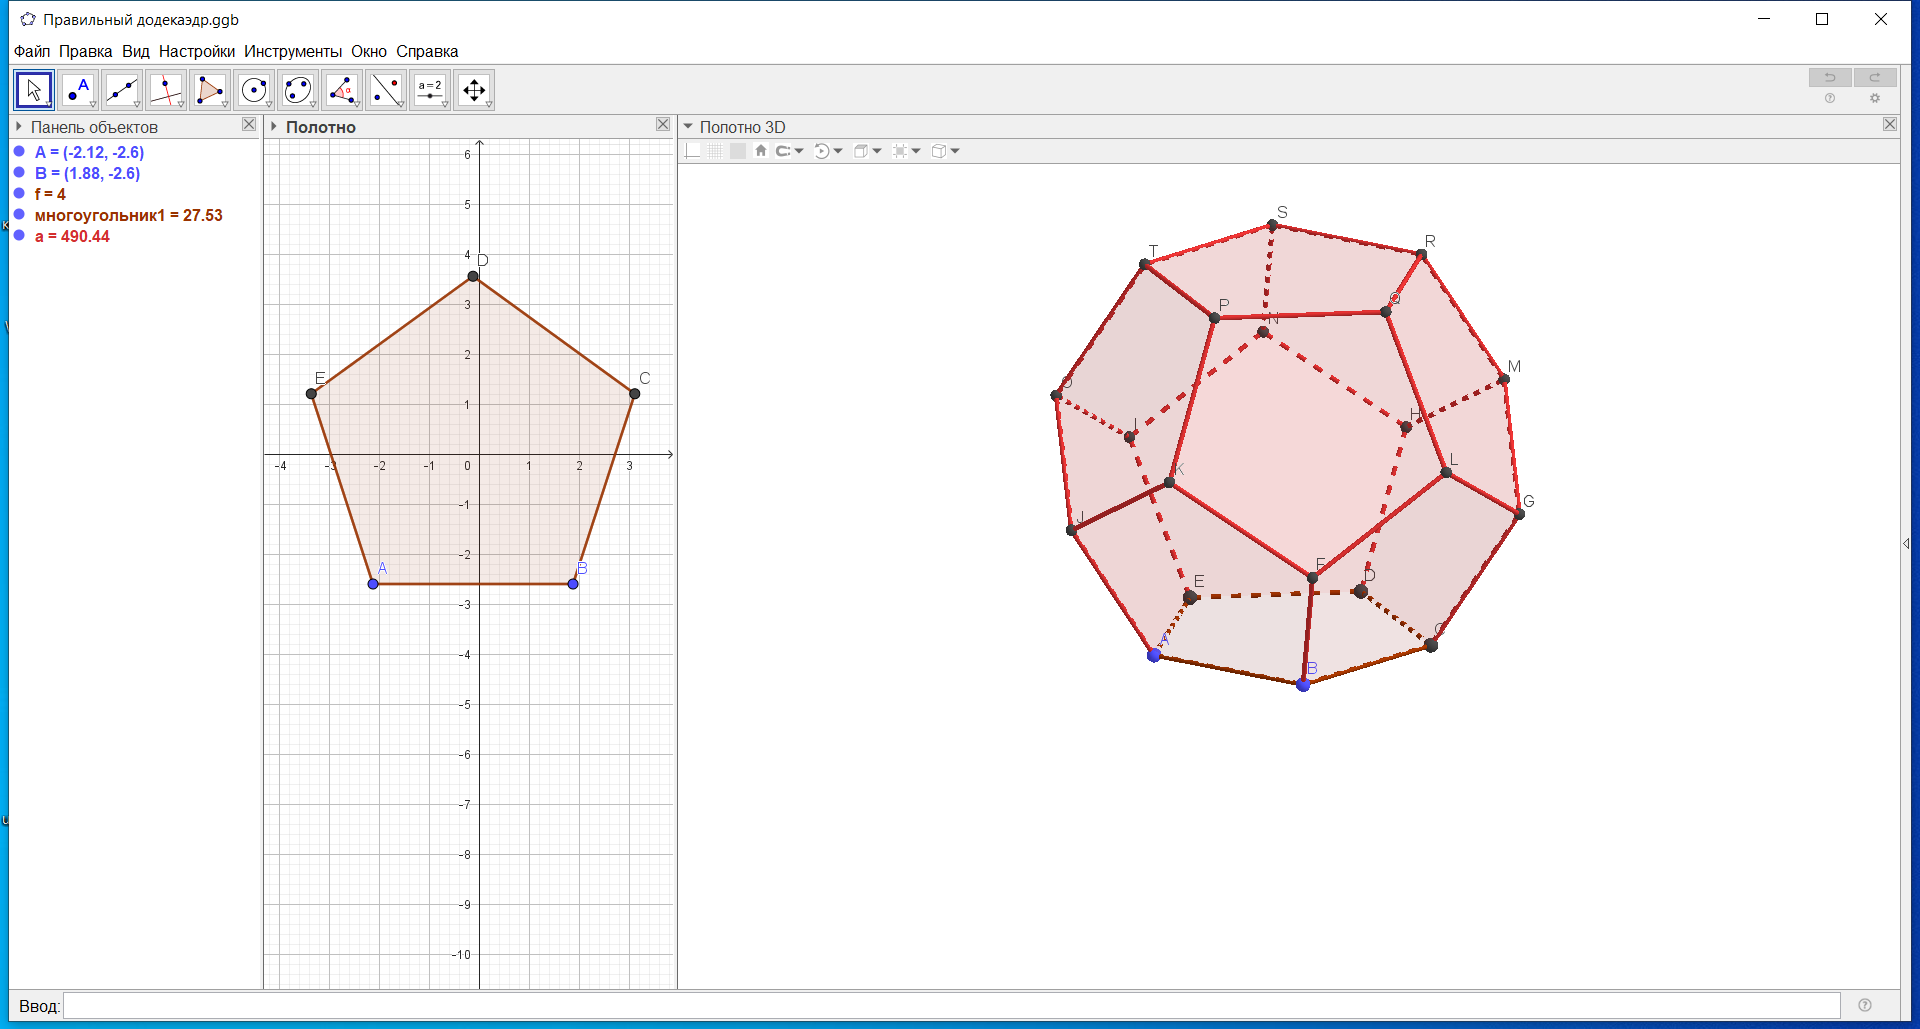 Правильный додекаэдр.ggb
Файл Правка Вид Настройки Инструменты Окно Справка
A
α
a=2
Панель объектов
Полотно
Полотно 3D
A = (-2.12, -2.6)
B = (1.88, -2.6)
f = 4
многоугольник1 = 27.53
a = 490.44
6
5
4
D
3
2
E
C
1
-4 -3 -2 -1 0 1 2 3
-1
-2
A
B
-3
-4
-5
-6
-7
-8
-9
-10
S
R
T
P
Q
N
M
O
H
I
L
K
G
J
F
D
E
C
A
B
Ввод: